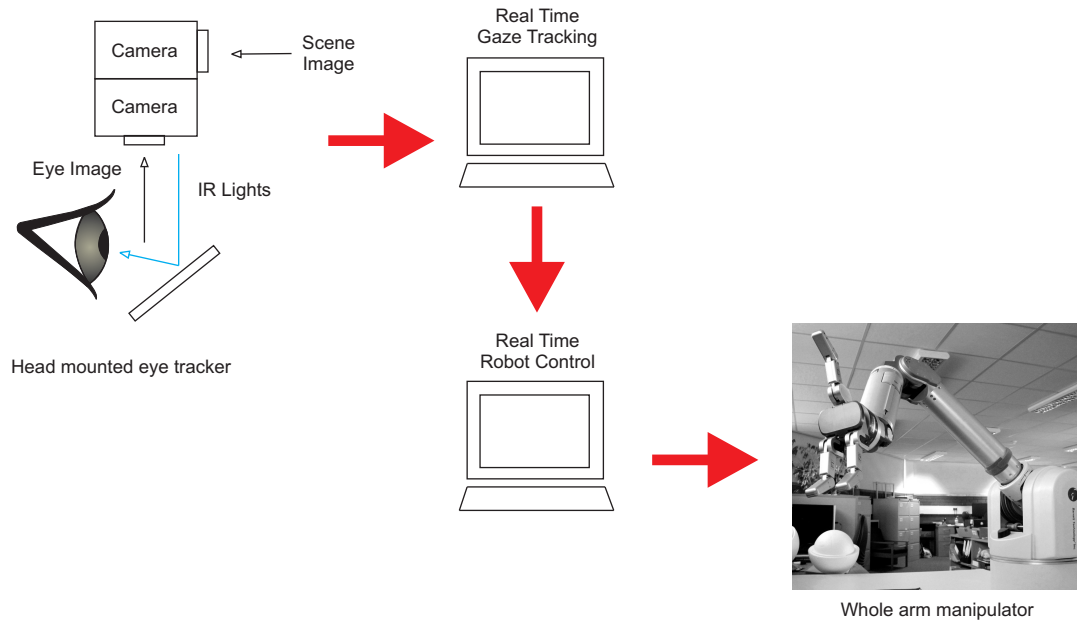 Camera
Scene
Image
Camera
Eye Image
IR Lights
Head mounted eye tracker
Real Time
Gaze Tracking
Real Time
Robot Control
Whole arm manipulator